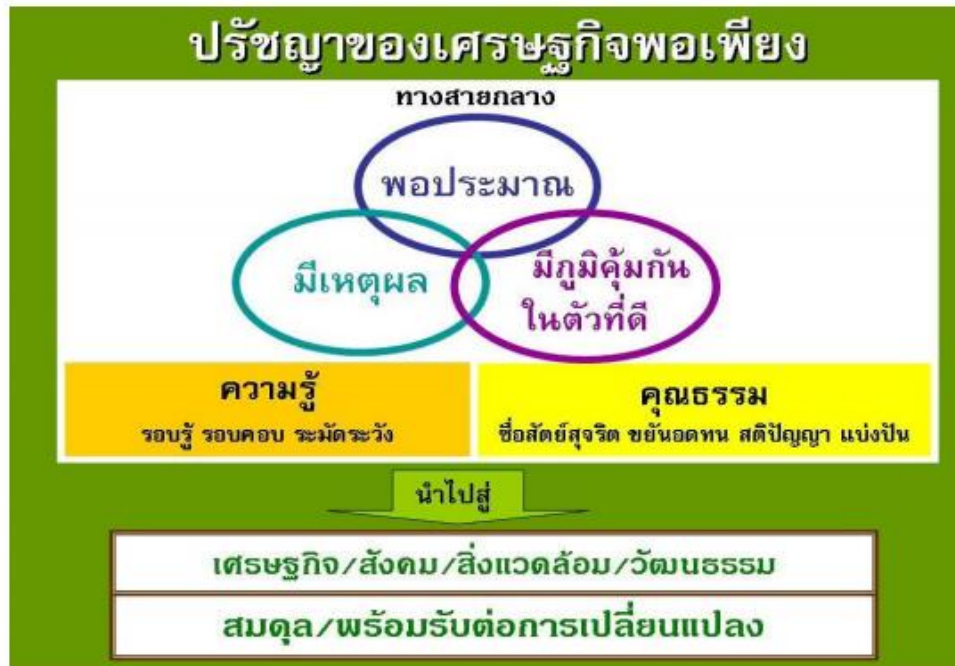 ปรัชญาของเศรษฐกิจพอเพียง
ทางสายกลาง
พอประมาณ
มีเหตุผล
มีภูมิคุ้มกัน
ในตัวที่ดี
ความรู้
รอบรู้ รอบคอบ ระมัดระวัง
คุณธรรม
ซื่อสัตย์สุจริต ขยันอดทน สติปัญญา แบ่งปัน
นำไปสู่
เศรษฐกิจ/สังคม/สิ่งแวดล้อม/วัฒนธรรม
สมดุล/พร้อมรับต่อการเปลี่ยนแปลง